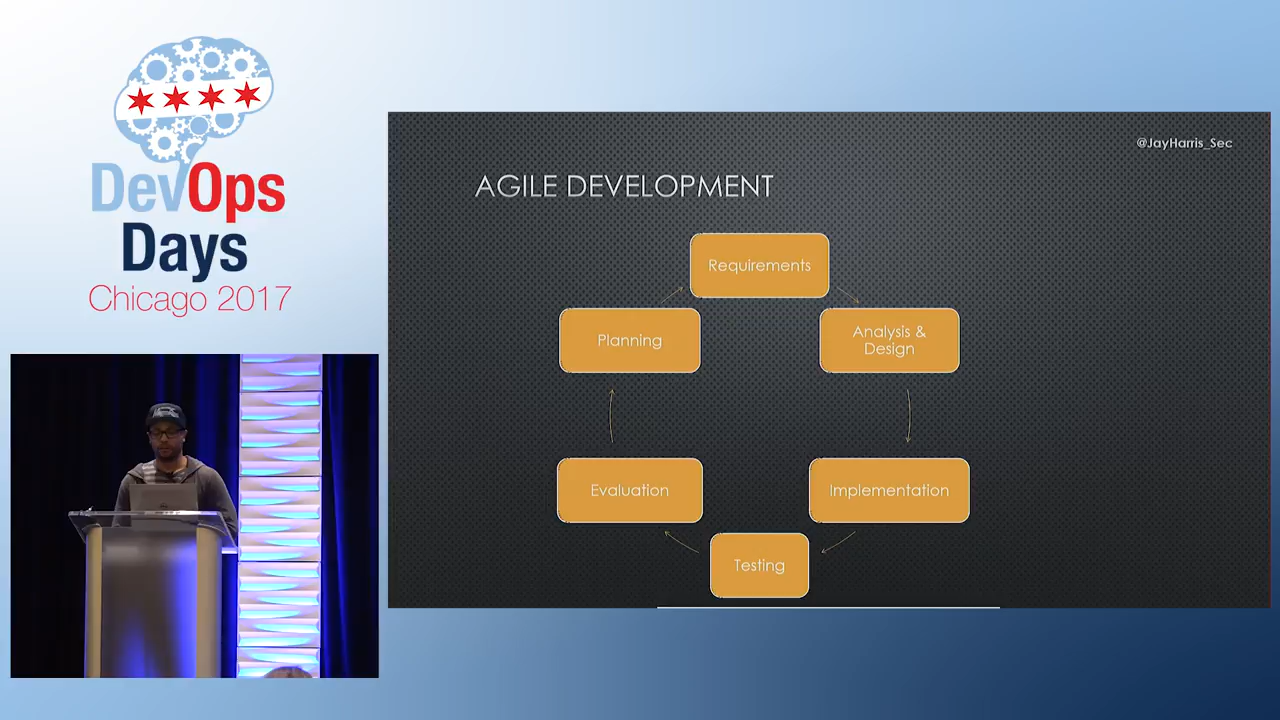 DevOps
Days
Chicago 2017
@JayHarris_Sec
AGILE DEVELOPMENT
Requirements
Planning
Analysis &
Design
Evaluation
Implementation
Testing